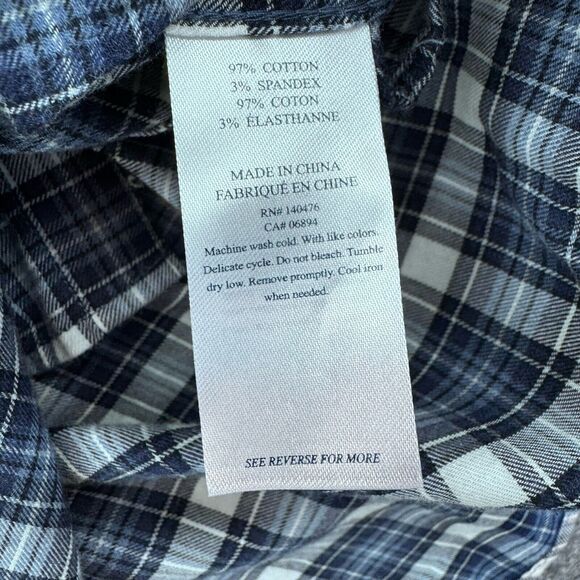 97% COTTON
3% SPANDEX
97% COTON
3% ÉLASTHANNE
MADE IN CHINA
FABRIQUÉ EN CHINE
RN# 140476
CA# 06894
Machine wash cold. With like colors.
Delicate cycle. Do not bleach. Tumble
dry low. Remove promptly. Cool iron
when needed.
SEE REVERSE FOR MORE